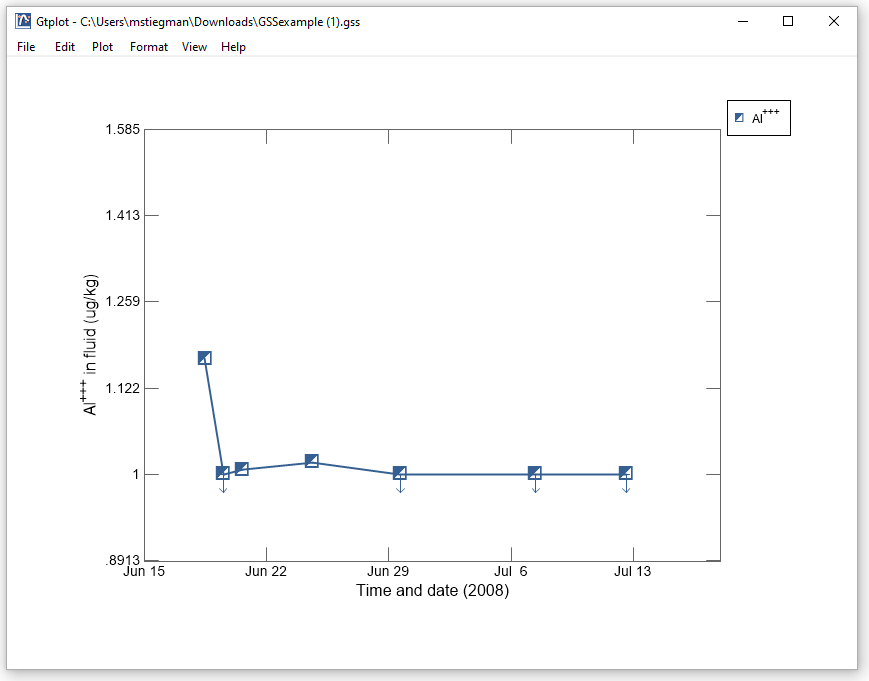 Gtplot - C:\Users\mstiegman\Downloads\GSSexample (1).gss
File Edit Plot Format View Help
Al+++
1.585
1.413
1.259
1.122
1
.8913
Al+++ in fluid (ug/kg)
Jun 15 Jun 22 Jun 29 Jul 6 Jul 13
Time and date (2008)